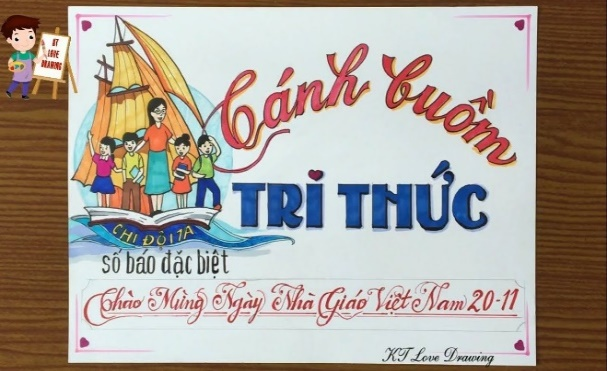 KT
LOVE
DRAWING
Cánh buồm
TRI THỨC
CHI ĐỘI 7A
số báo đặc biệt
Chào Mừng Ngày Nhà Giáo Việt Nam 20-11
KT Love Drawing